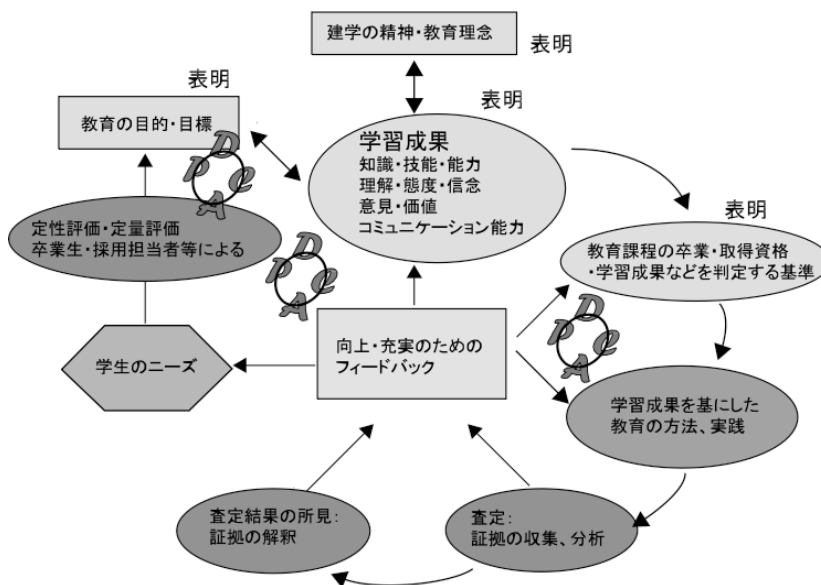 建学の精神・教育理念
表明
表明
教育の目的・目標
表明
学習成果
知識・技能・能力
理解・態度・信念
意見・価値
コミュニケーション能力
P
D
C
A
定性評価・定量評価
卒業生・採用担当者等による
表明
教育課程の卒業・取得資格
・学習成果などを判定する基準
P
D
C
A
P
D
C
A
学生のニーズ
向上・充実のための
フィードバック
学習成果を基にした
教育の方法、実践
査定結果の所見:
証拠の解釈
査定:
証拠の収集、分析